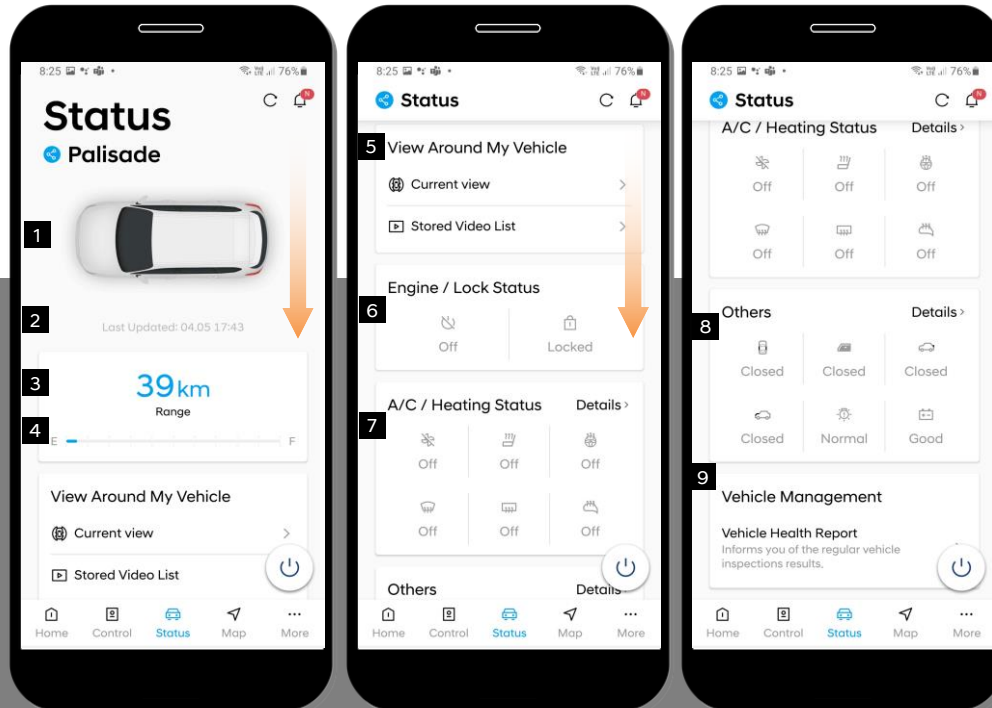 8:25
76%
Status
N
Palisade
1
2
Last Updated: 04.05 17:43
3
39 km
Range
4
E
F
View Around My Vehicle
Current view
Stored Video List
Home
Control
Status
Map
More
8:25
76%
Status
N
5
View Around My Vehicle
Current view
Stored Video List
Engine / Lock Status
6
Off
Locked
A/C / Heating Status
Details
7
Off
Off
Off
Off
Off
Off
Others
Details
Home
Control
Status
Map
More
8:25
76%
Status
N
A/C / Heating Status
Details
Off
Off
Off
Off
Off
Off
Others
Details
8
Closed
Closed
Closed
Closed
Normal
Good
9
Vehicle Management
Vehicle Health Report
Informs you of the regular vehicle
inspections results.
Home
Control
Status
Map
More